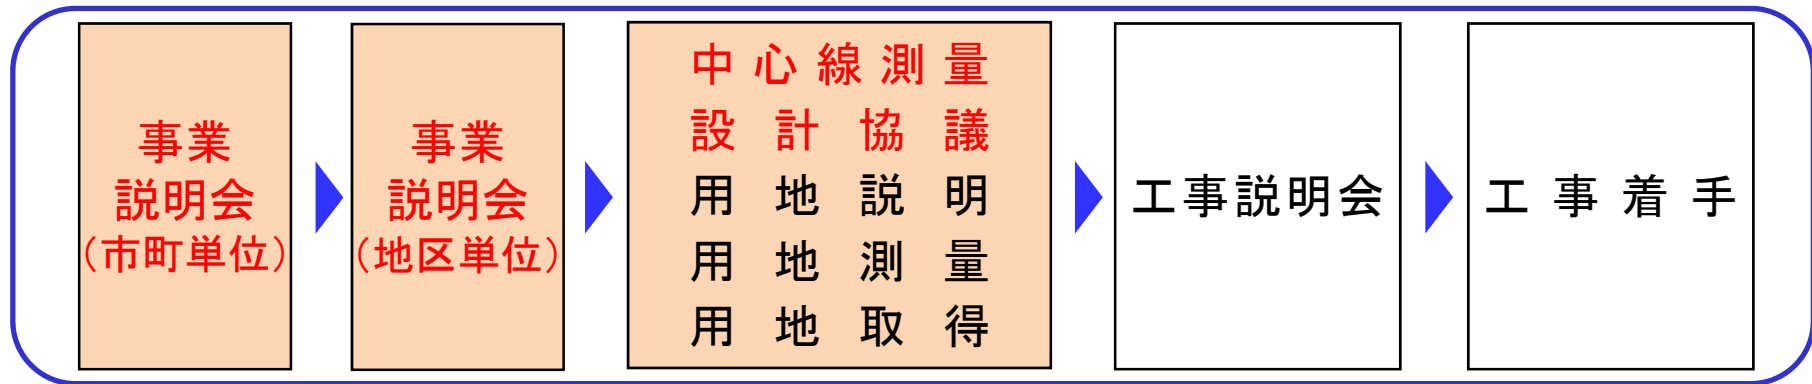 事業
説明会
（市町単位）
事業
説明会
（地区単位）
中心線測量
設計協議
用地説明
用地測量
用地取得
工事説明会
工事着手